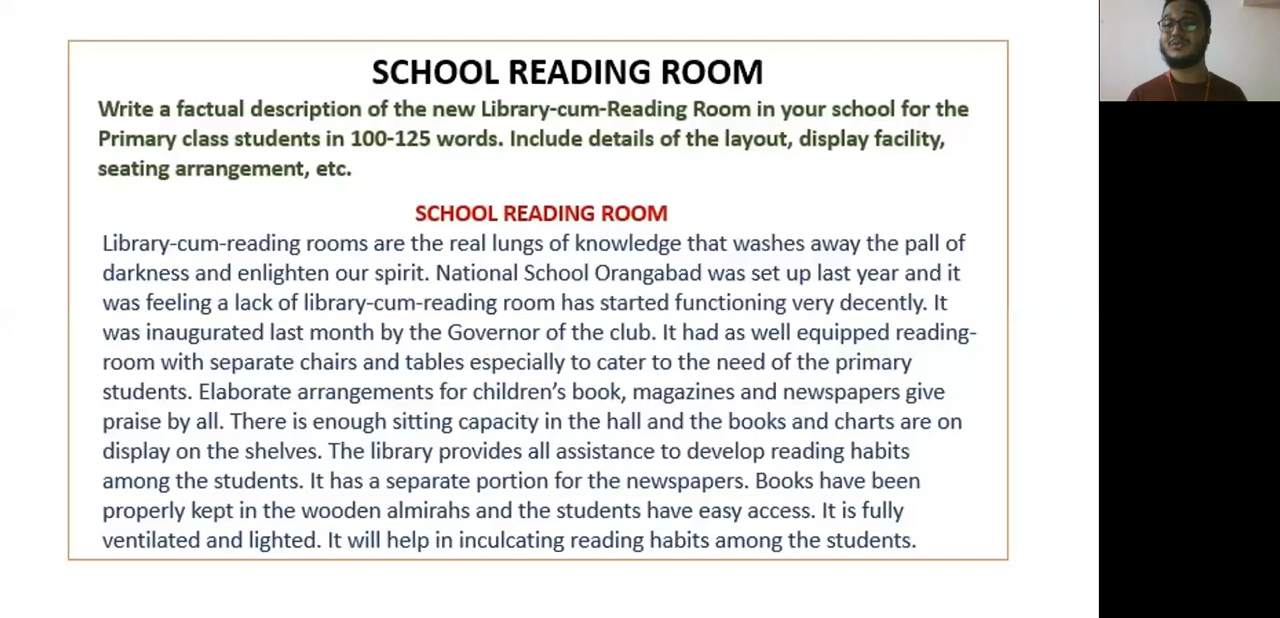 SCHOOL READING ROOM
Write a factual description of the new Library-cum-Reading Room in your school for the
Primary class students in 100-125 words. Include details of the layout, display facility,
seating arrangement, etc.
SCHOOL READING ROOM
Library-cum-reading rooms are the real lungs of knowledge that washes away the pall of
darkness and enlighten our spirit. National School Orangabad was set up last year and it
was feeling a lack of library-cum-reading room has started functioning very decently. It
was inaugurated last month by the Governor of the club. It had as well equipped reading-
room with separate chairs and tables especially to cater to the need of the primary
students. Elaborate arrangements for children’s book, magazines and newspapers give
praise by all. There is enough sitting capacity in the hall and the books and charts are on
display on the shelves. The library provides all assistance to develop reading habits
among the students. It has a separate portion for the newspapers. Books have been
properly kept in the wooden almirahs and the students have easy access. It is fully
ventilated and lighted. It will help in inculcating reading habits among the students.